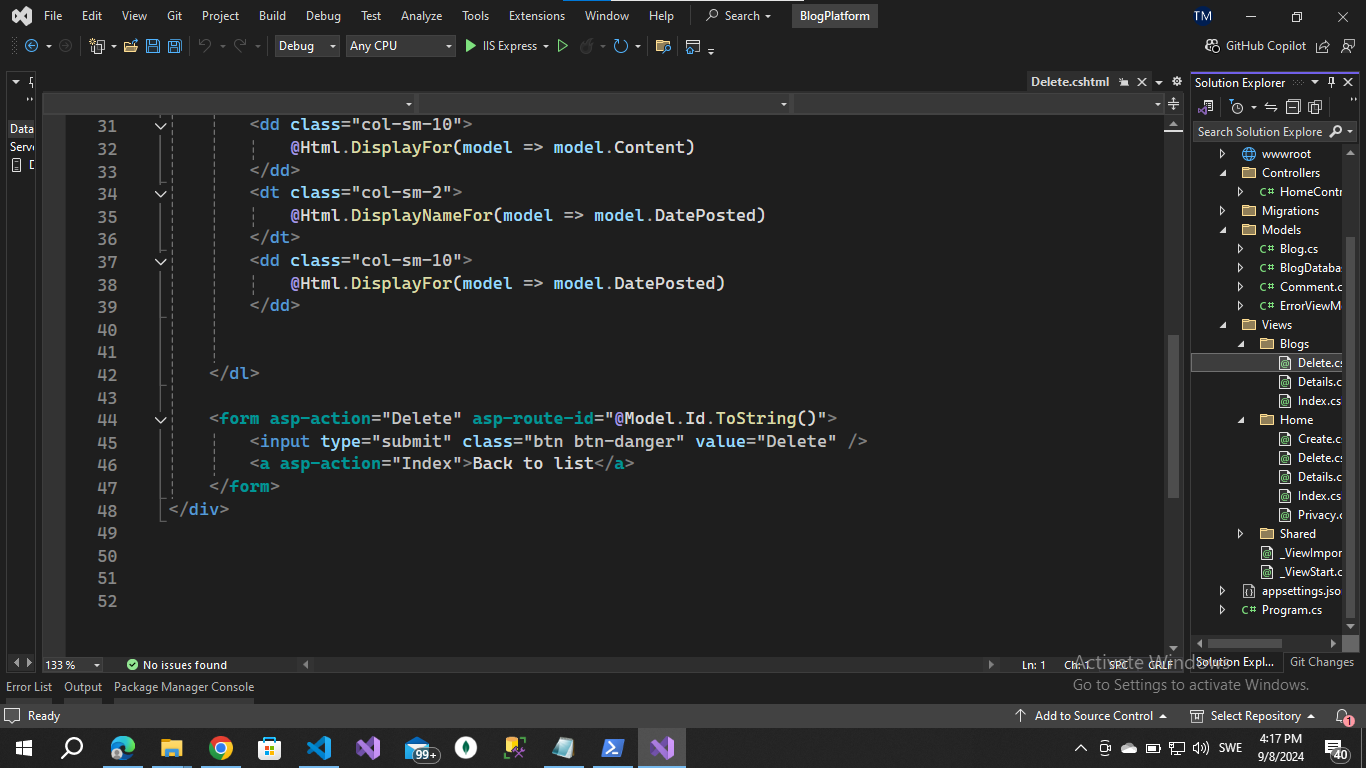 File Edit View Git Project Build Debug Test Analyze Tools Extensions Window Help Search BlogPlatform TM
Debug Any CPU IIS Express GitHub Copilot
Delete.cshtml
Solution Explorer
Search Solution Explore
Data
Serv
31 <dd class="col-sm-10">
32 @Html.DisplayFor(model => model.Content)
33 </dd>
34 <dt class="col-sm-2">
35 @Html.DisplayNameFor(model => model.DatePosted)
36 </dt>
37 <dd class="col-sm-10">
38 @Html.DisplayFor(model => model.DatePosted)
39 </dd>
40
41
42 </dl>
43
44 <form asp-action="Delete" asp-route-id="@Model.Id.ToString()">
45 <input type="submit" class="btn btn-danger" value="Delete" />
46 <a asp-action="Index">Back to list</a>
47 </form>
48 </div>
49
50
51
52
wwwroot
Controllers
C# HomeContr
Migrations
Models
C# Blog.cs
C# BlogDataba
C# Comment.c
C# ErrorViewM
Views
Blogs
Delete.cs
Details.c
Index.cs
Home
Create.c
Delete.cs
Details.c
Index.cs
Privacy.c
Shared
_ViewImpor
_ViewStart.c
appsettings.jso
C# Program.cs
133 % No issues found Ln: 1 Ch: 1 SPC CRLF
Solution Expl... Git Changes
Activate Windows
Go to Settings to activate Windows.
Error List Output Package Manager Console
Ready Add to Source Control Select Repository 1
99+ SWE 4:17 PM
9/8/2024
40